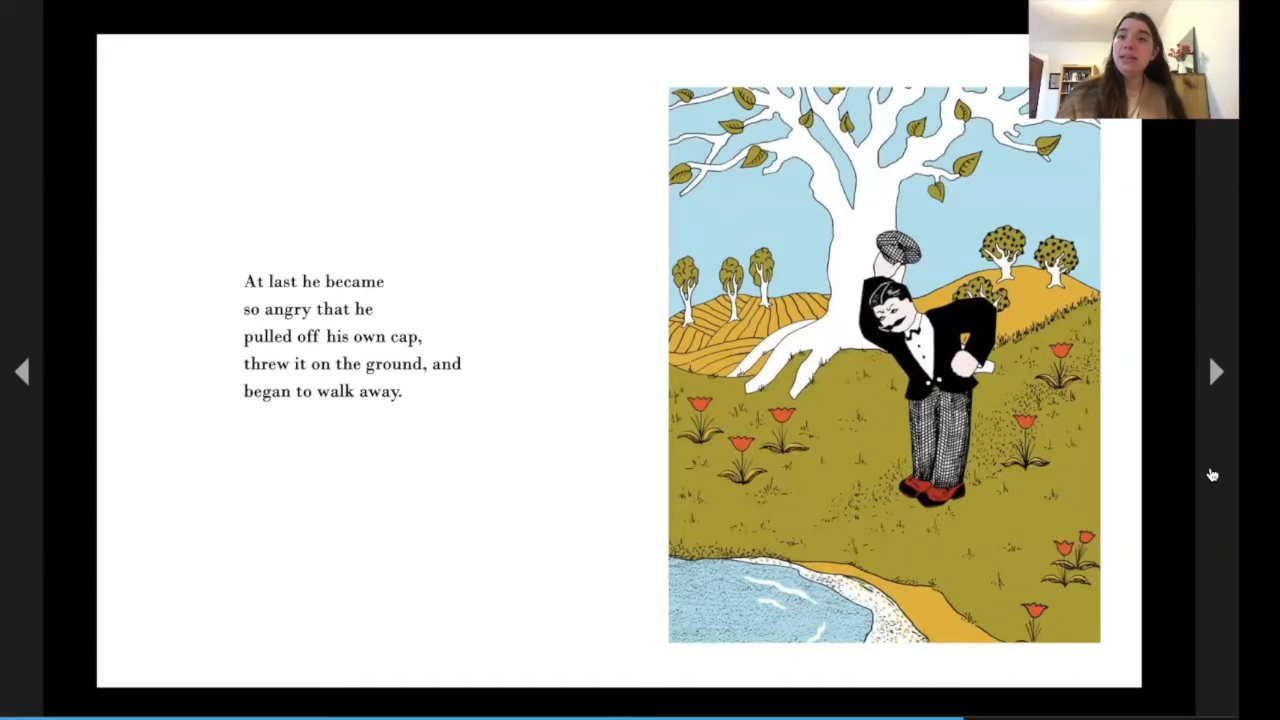 At last he became
so angry that he
pulled off his own cap,
threw it on the ground, and
began to walk away.